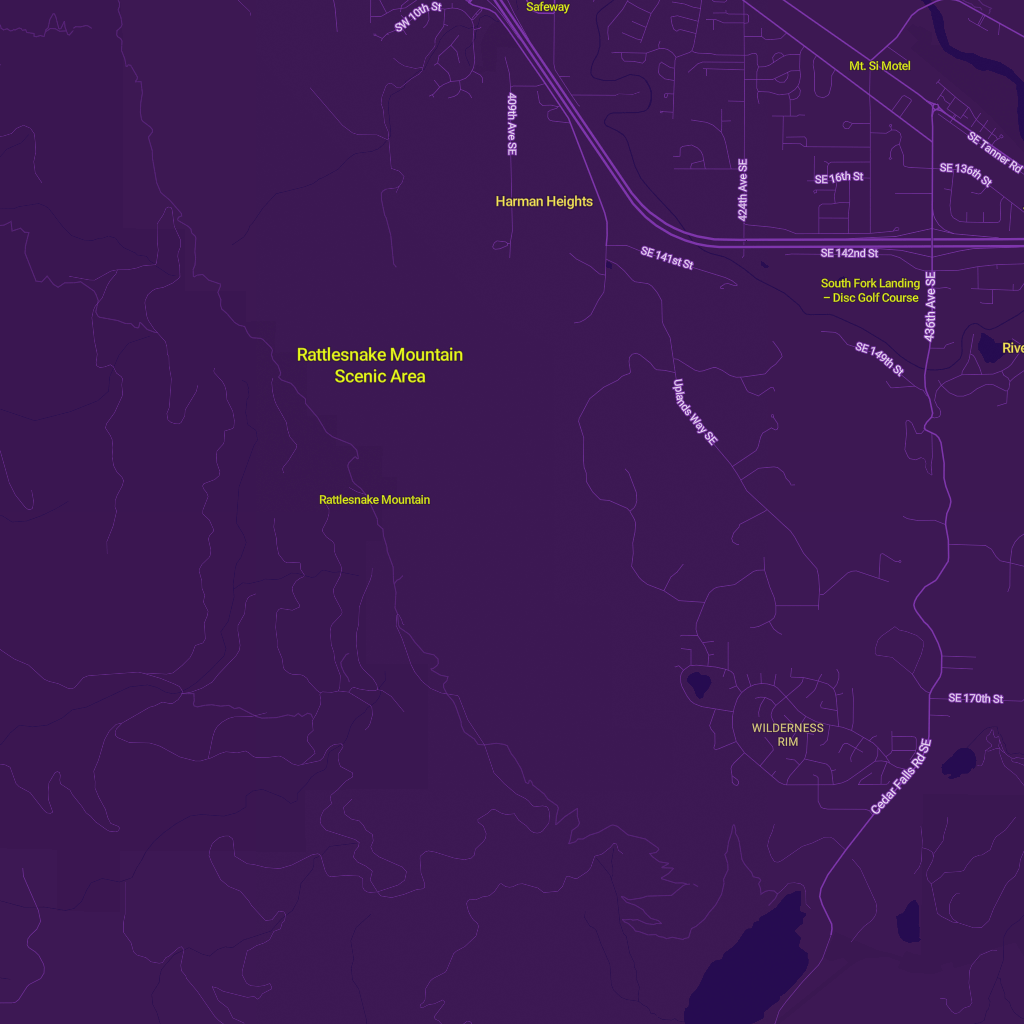 Safeway
SW 10th St
Mt. Si Motel
409th Ave SE
SE Tanner Rd
SE 136th St
SE 16th St
424th Ave SE
Harman Heights
SE 142nd St
SE 141st St
South Fork Landing
– Disc Golf Course
436th Ave SE
Rive
SE 149th St
Rattlesnake Mountain
Scenic Area
Uplands Way SE
Rattlesnake Mountain
SE 170th St
WILDERNESS
RIM
Cedar Falls Rd SE